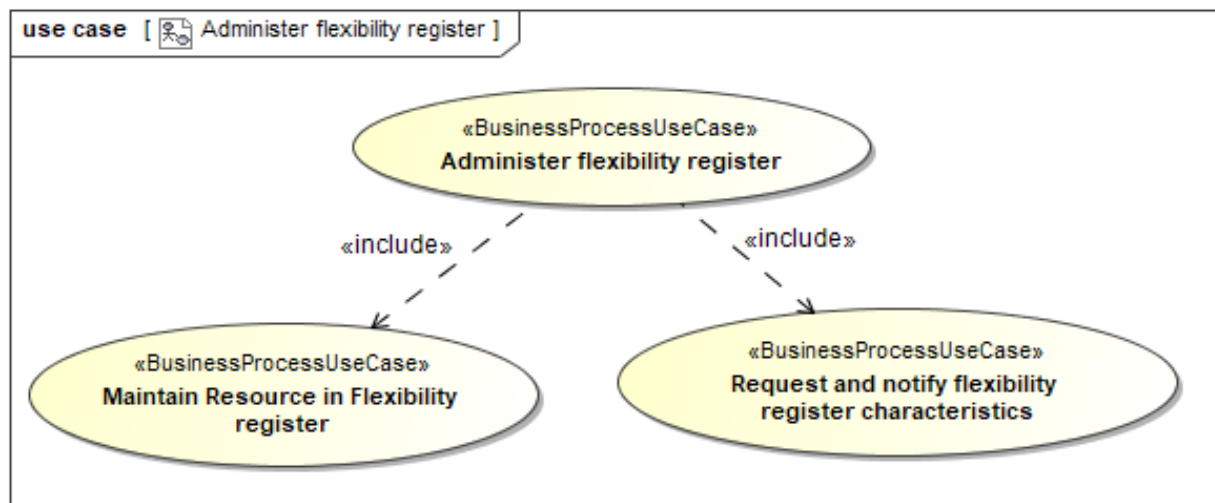 use case [ Administer flexibility register ]
«BusinessProcessUseCase»
Administer flexibility register
«include»
«include»
«BusinessProcessUseCase»
Maintain Resource in Flexibility
register
«BusinessProcessUseCase»
Request and notify flexibility
register characteristics